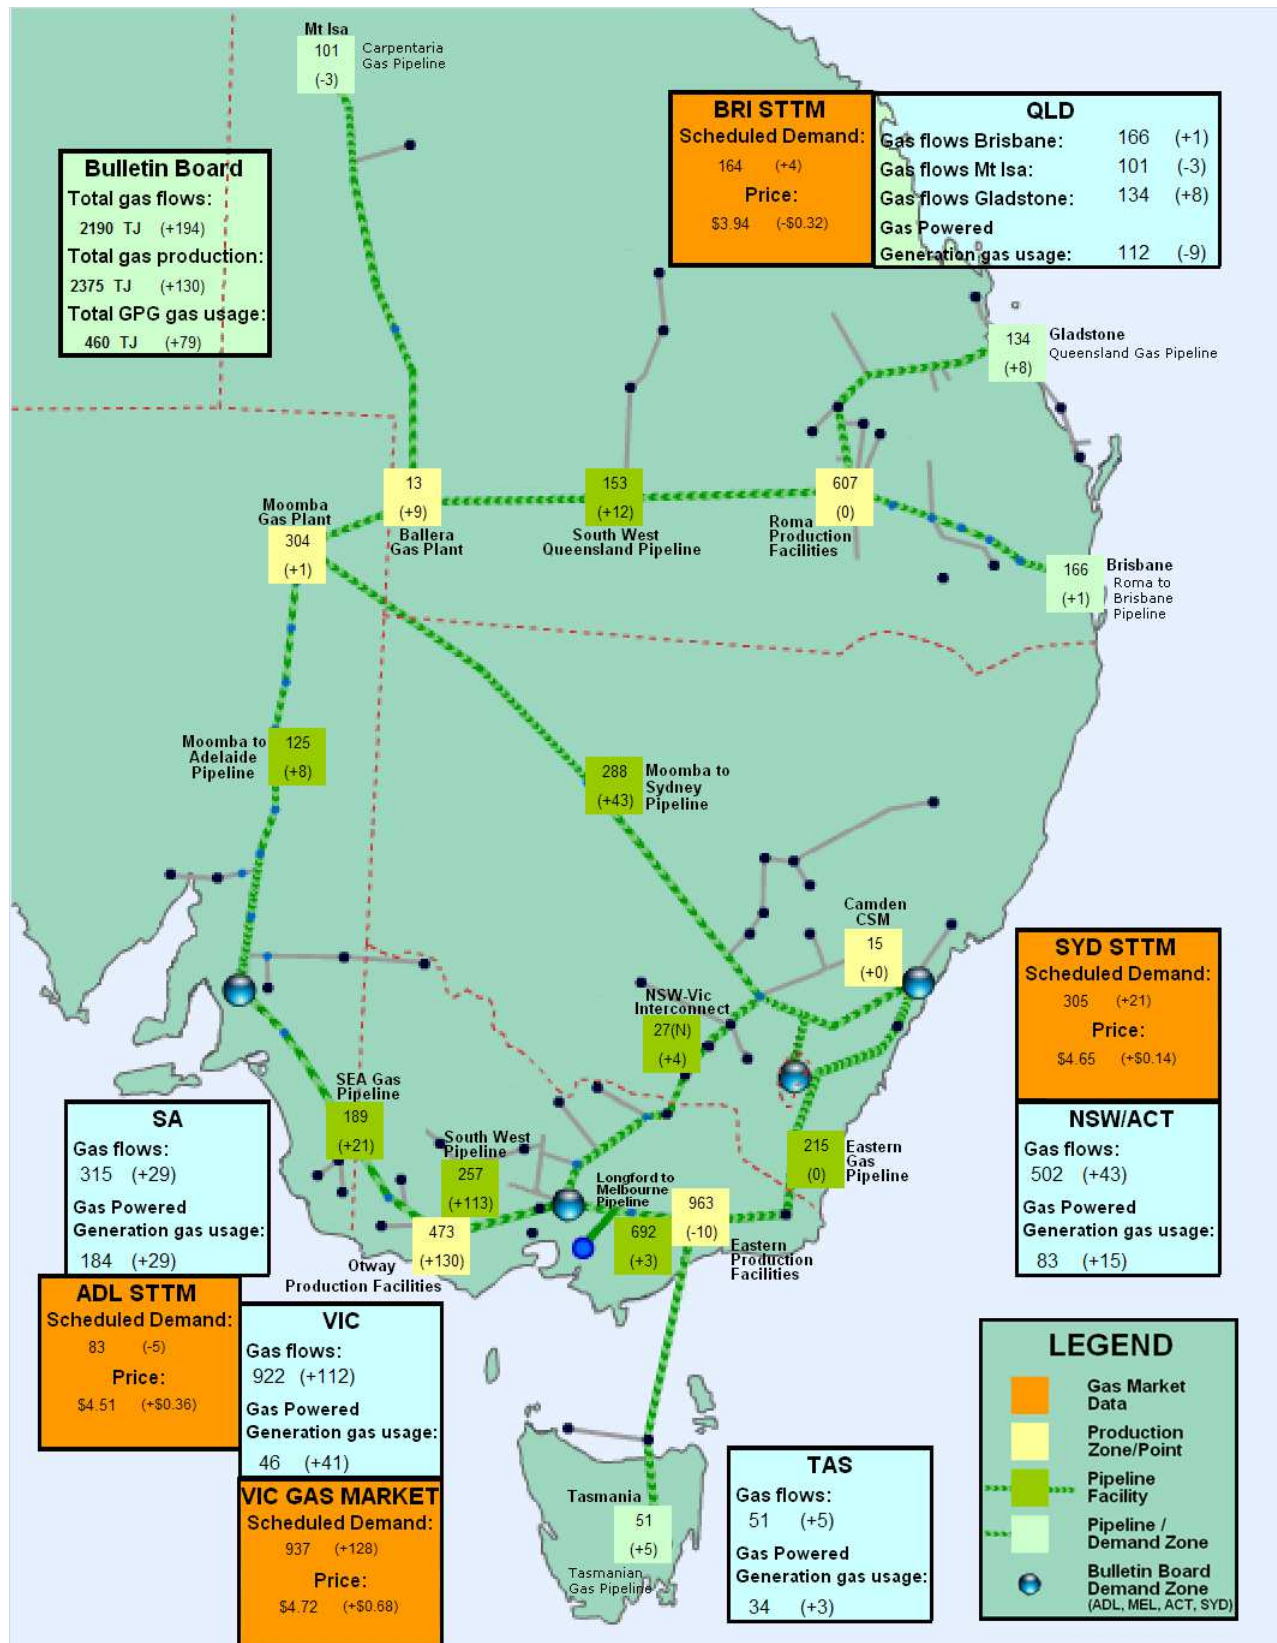 Mt Isa
101
(-3)
Carpentaria
Gas Pipeline
BRI STTM
Scheduled Demand:
164 (+4)
Price:
$3.94 (-$0.32)
QLD
Gas flows Brisbane: 166 (+1)
Gas flows Mt Isa: 101 (-3)
Gas flows Gladstone: 134 (+8)
Gas Powered
Generation gas usage: 112 (-9)
Bulletin Board
Total gas flows:
2190 TJ (+194)
Total gas production:
2375 TJ (+130)
Total GPG gas usage:
460 TJ (+79)
134
(+8)
Gladstone
Queensland Gas Pipeline
Moomba
Gas Plant
304
(+1)
13
(+9)
Ballera
Gas Plant
153
(+12)
South West
Queensland Pipeline
607
(0)
Roma
Production
Facilities
166
(+1)
Brisbane
Roma to
Brisbane
Pipeline
Moomba to
Adelaide
Pipeline
125
(+8)
288
(+43)
Moomba to
Sydney
Pipeline
Camden
CSM
15
(+0)
NSW-Vic
Interconnect
27(N)
(+4)
SYD STTM
Scheduled Demand:
305 (+21)
Price:
$4.65 (+$0.14)
NSW/ACT
Gas flows:
502 (+43)
Gas Powered
Generation gas usage:
83 (+15)
SEA Gas
Pipeline
189
(+21)
South West
Pipeline
257
(+113)
Longford to
Melbourne
Pipeline
692
(+3)
963
(-10)
Eastern
Production
Facilities
215
(0)
Eastern
Gas
Pipeline
473
(+130)
Otway
Production Facilities
SA
Gas flows:
315 (+29)
Gas Powered
Generation gas usage:
184 (+29)
ADL STTM
Scheduled Demand:
83 (-5)
Price:
$4.51 (+$0.36)
VIC
Gas flows:
922 (+112)
Gas Powered
Generation gas usage:
46 (+41)
VIC GAS MARKET
Scheduled Demand:
937 (+128)
Price:
$4.72 (+$0.68)
Tasmania
51
(+5)
Tasmanian
Gas Pipeline
TAS
Gas flows:
51 (+5)
Gas Powered
Generation gas usage:
34 (+3)
LEGEND
Gas Market
Data
Production
Zone/Point
Pipeline
Facility
Pipeline /
Demand Zone
Bulletin Board
Demand Zone
(ADL, MEL, ACT, SYD)